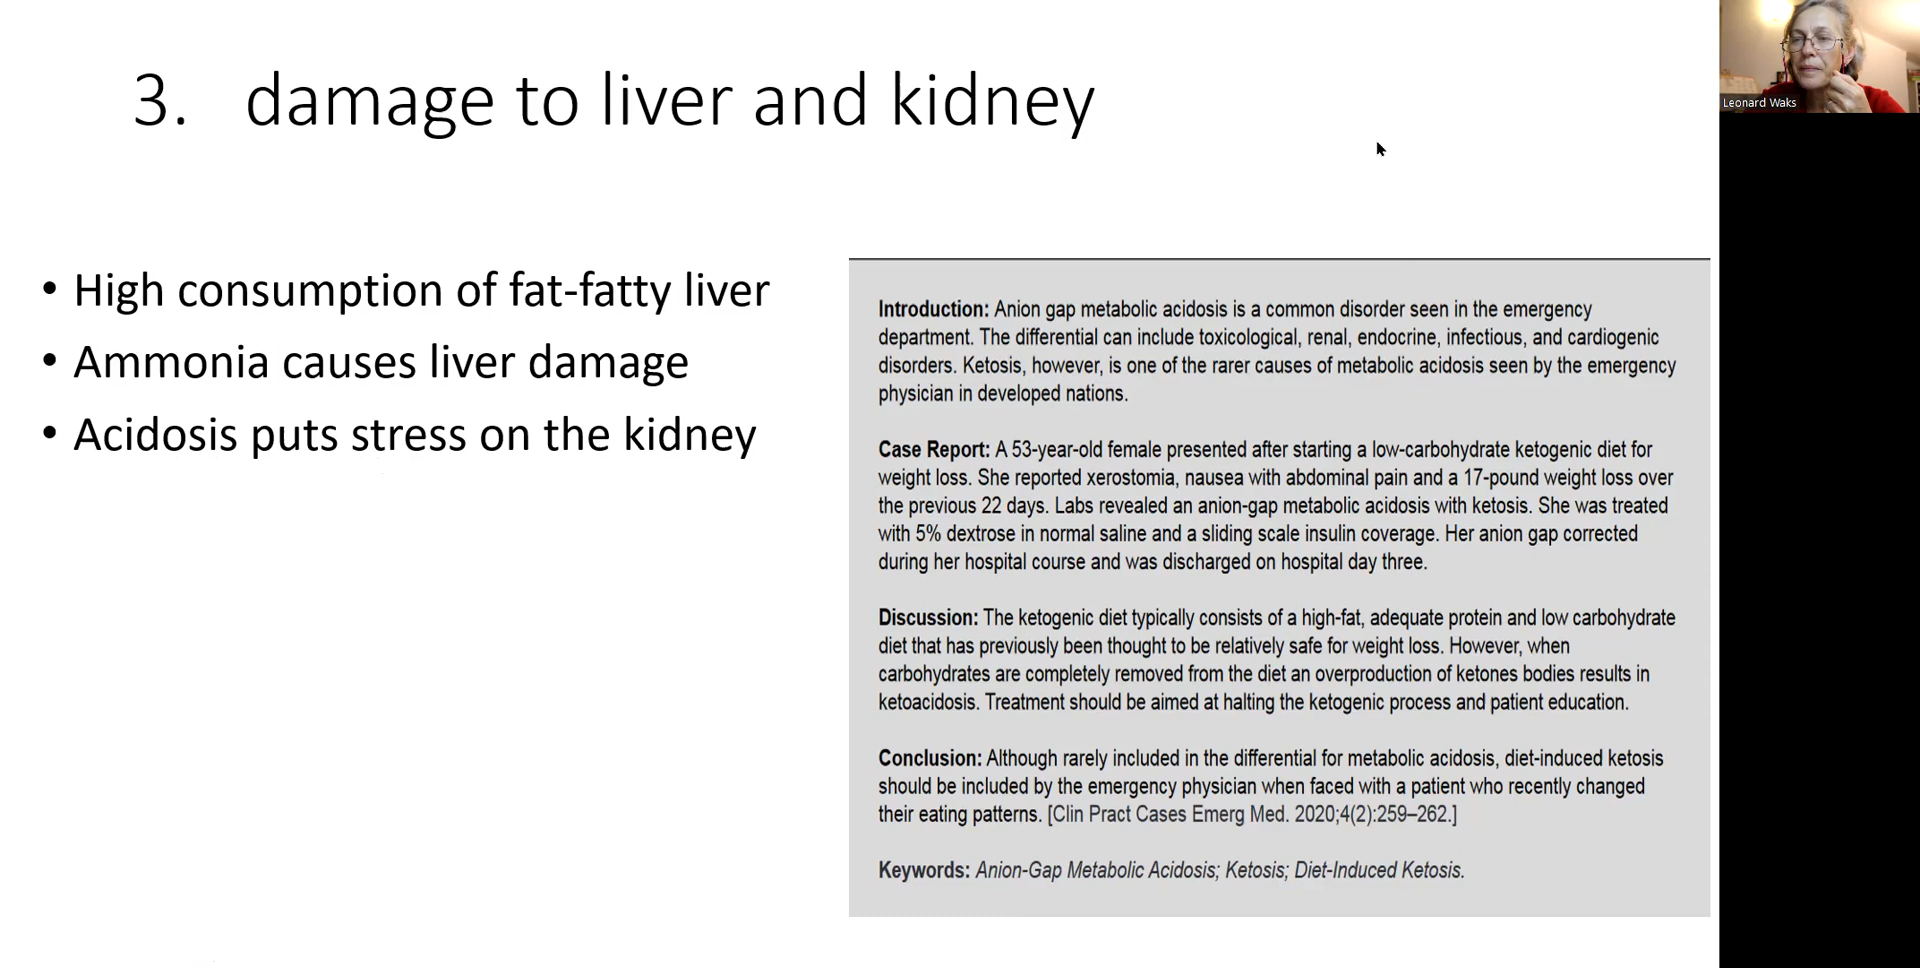 3. damage to liver and kidney
• High consumption of fat-fatty liver
• Ammonia causes liver damage
• Acidosis puts stress on the kidney
Introduction: Anion gap metabolic acidosis is a common disorder seen in the emergency
department. The differential can include toxicological, renal, endocrine, infectious, and cardiogenic
disorders. Ketosis, however, is one of the rarer causes of metabolic acidosis seen by the emergency
physician in developed nations.
Case Report: A 53-year-old female presented after starting a low-carbohydrate ketogenic diet for
weight loss. She reported xerostomia, nausea with abdominal pain and a 17-pound weight loss over
the previous 22 days. Labs revealed an anion-gap metabolic acidosis with ketosis. She was treated
with 5% dextrose in normal saline and a sliding scale insulin coverage. Her anion gap corrected
during her hospital course and was discharged on hospital day three.
Discussion: The ketogenic diet typically consists of a high-fat, adequate protein and low carbohydrate
diet that has previously been thought to be relatively safe for weight loss. However, when
carbohydrates are completely removed from the diet an overproduction of ketones bodies results in
ketoacidosis. Treatment should be aimed at halting the ketogenic process and patient education.
Conclusion: Although rarely included in the differential for metabolic acidosis, diet-induced ketosis
should be included by the emergency physician when faced with a patient who recently changed
their eating patterns. [Clin Pract Cases Emerg Med. 2020;4(2):259–262.]
Keywords: Anion-Gap Metabolic Acidosis; Ketosis; Diet-Induced Ketosis.
Leonard Waks